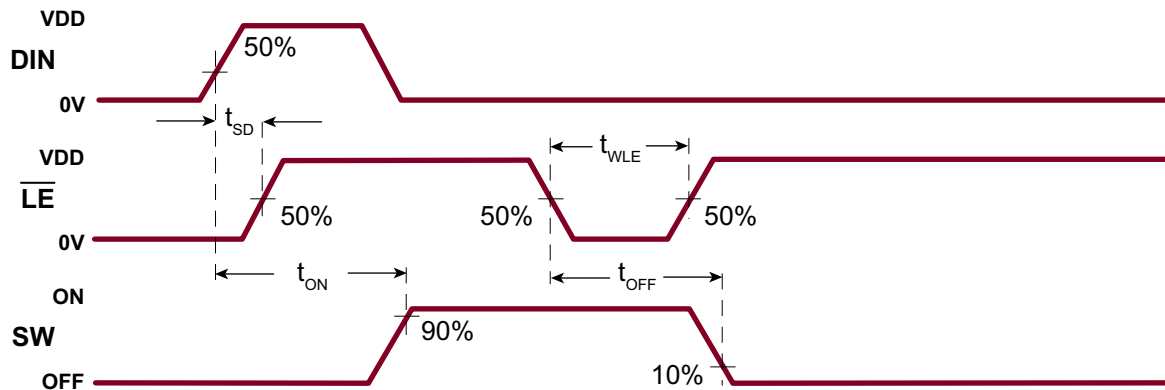 VDD
DIN
50%
0V
tSD
VDD
tWLE
LE
50%
50%
50%
0V
tON
tOFF
ON
90%
SW
10%
OFF